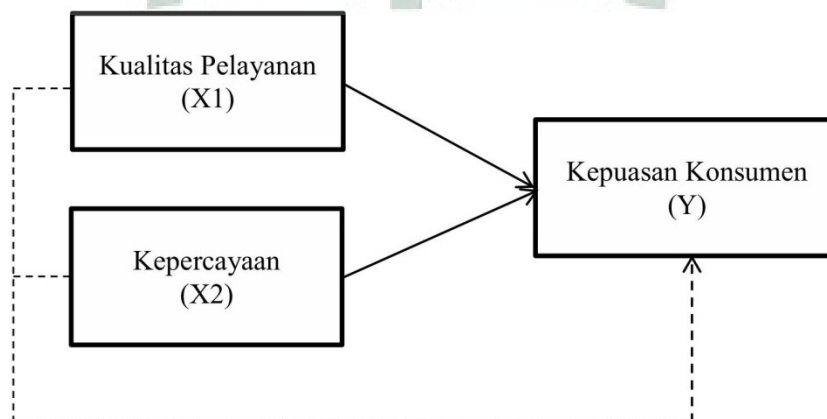 Kualitas Pelayanan
(X1)
Kepuasan Konsumen
(Y)
Kepercayaan
(X2)